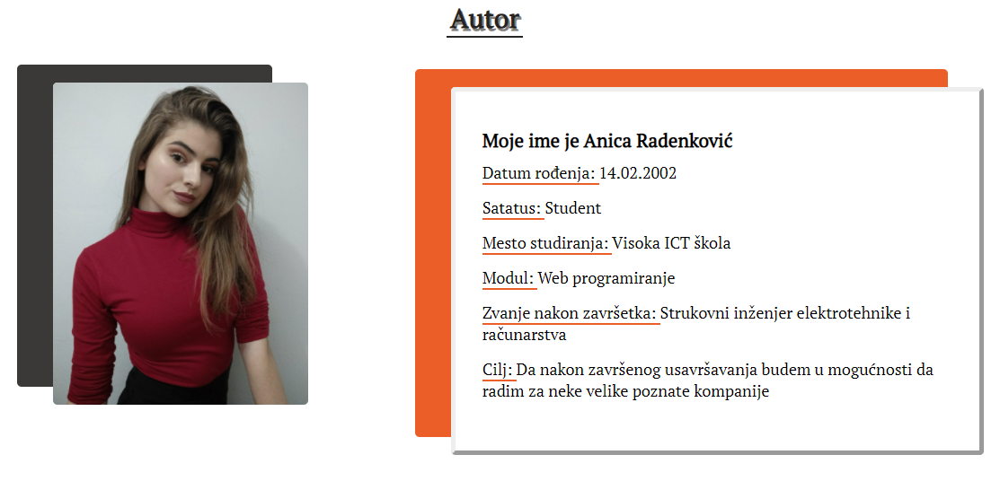 Autor
Moje ime je Anica Radenković
Datum rođenja: 14.02.2002
Satatus: Student
Mesto studiranja: Visoka ICT škola
Modul: Web programiranje
Zvanje nakon završetka: Strukovni inženjer elektrotehnike i
računarstva
Cilj: Da nakon završenog usavršavanja budem u mogućnosti da
radim za neke velike poznate kompanije